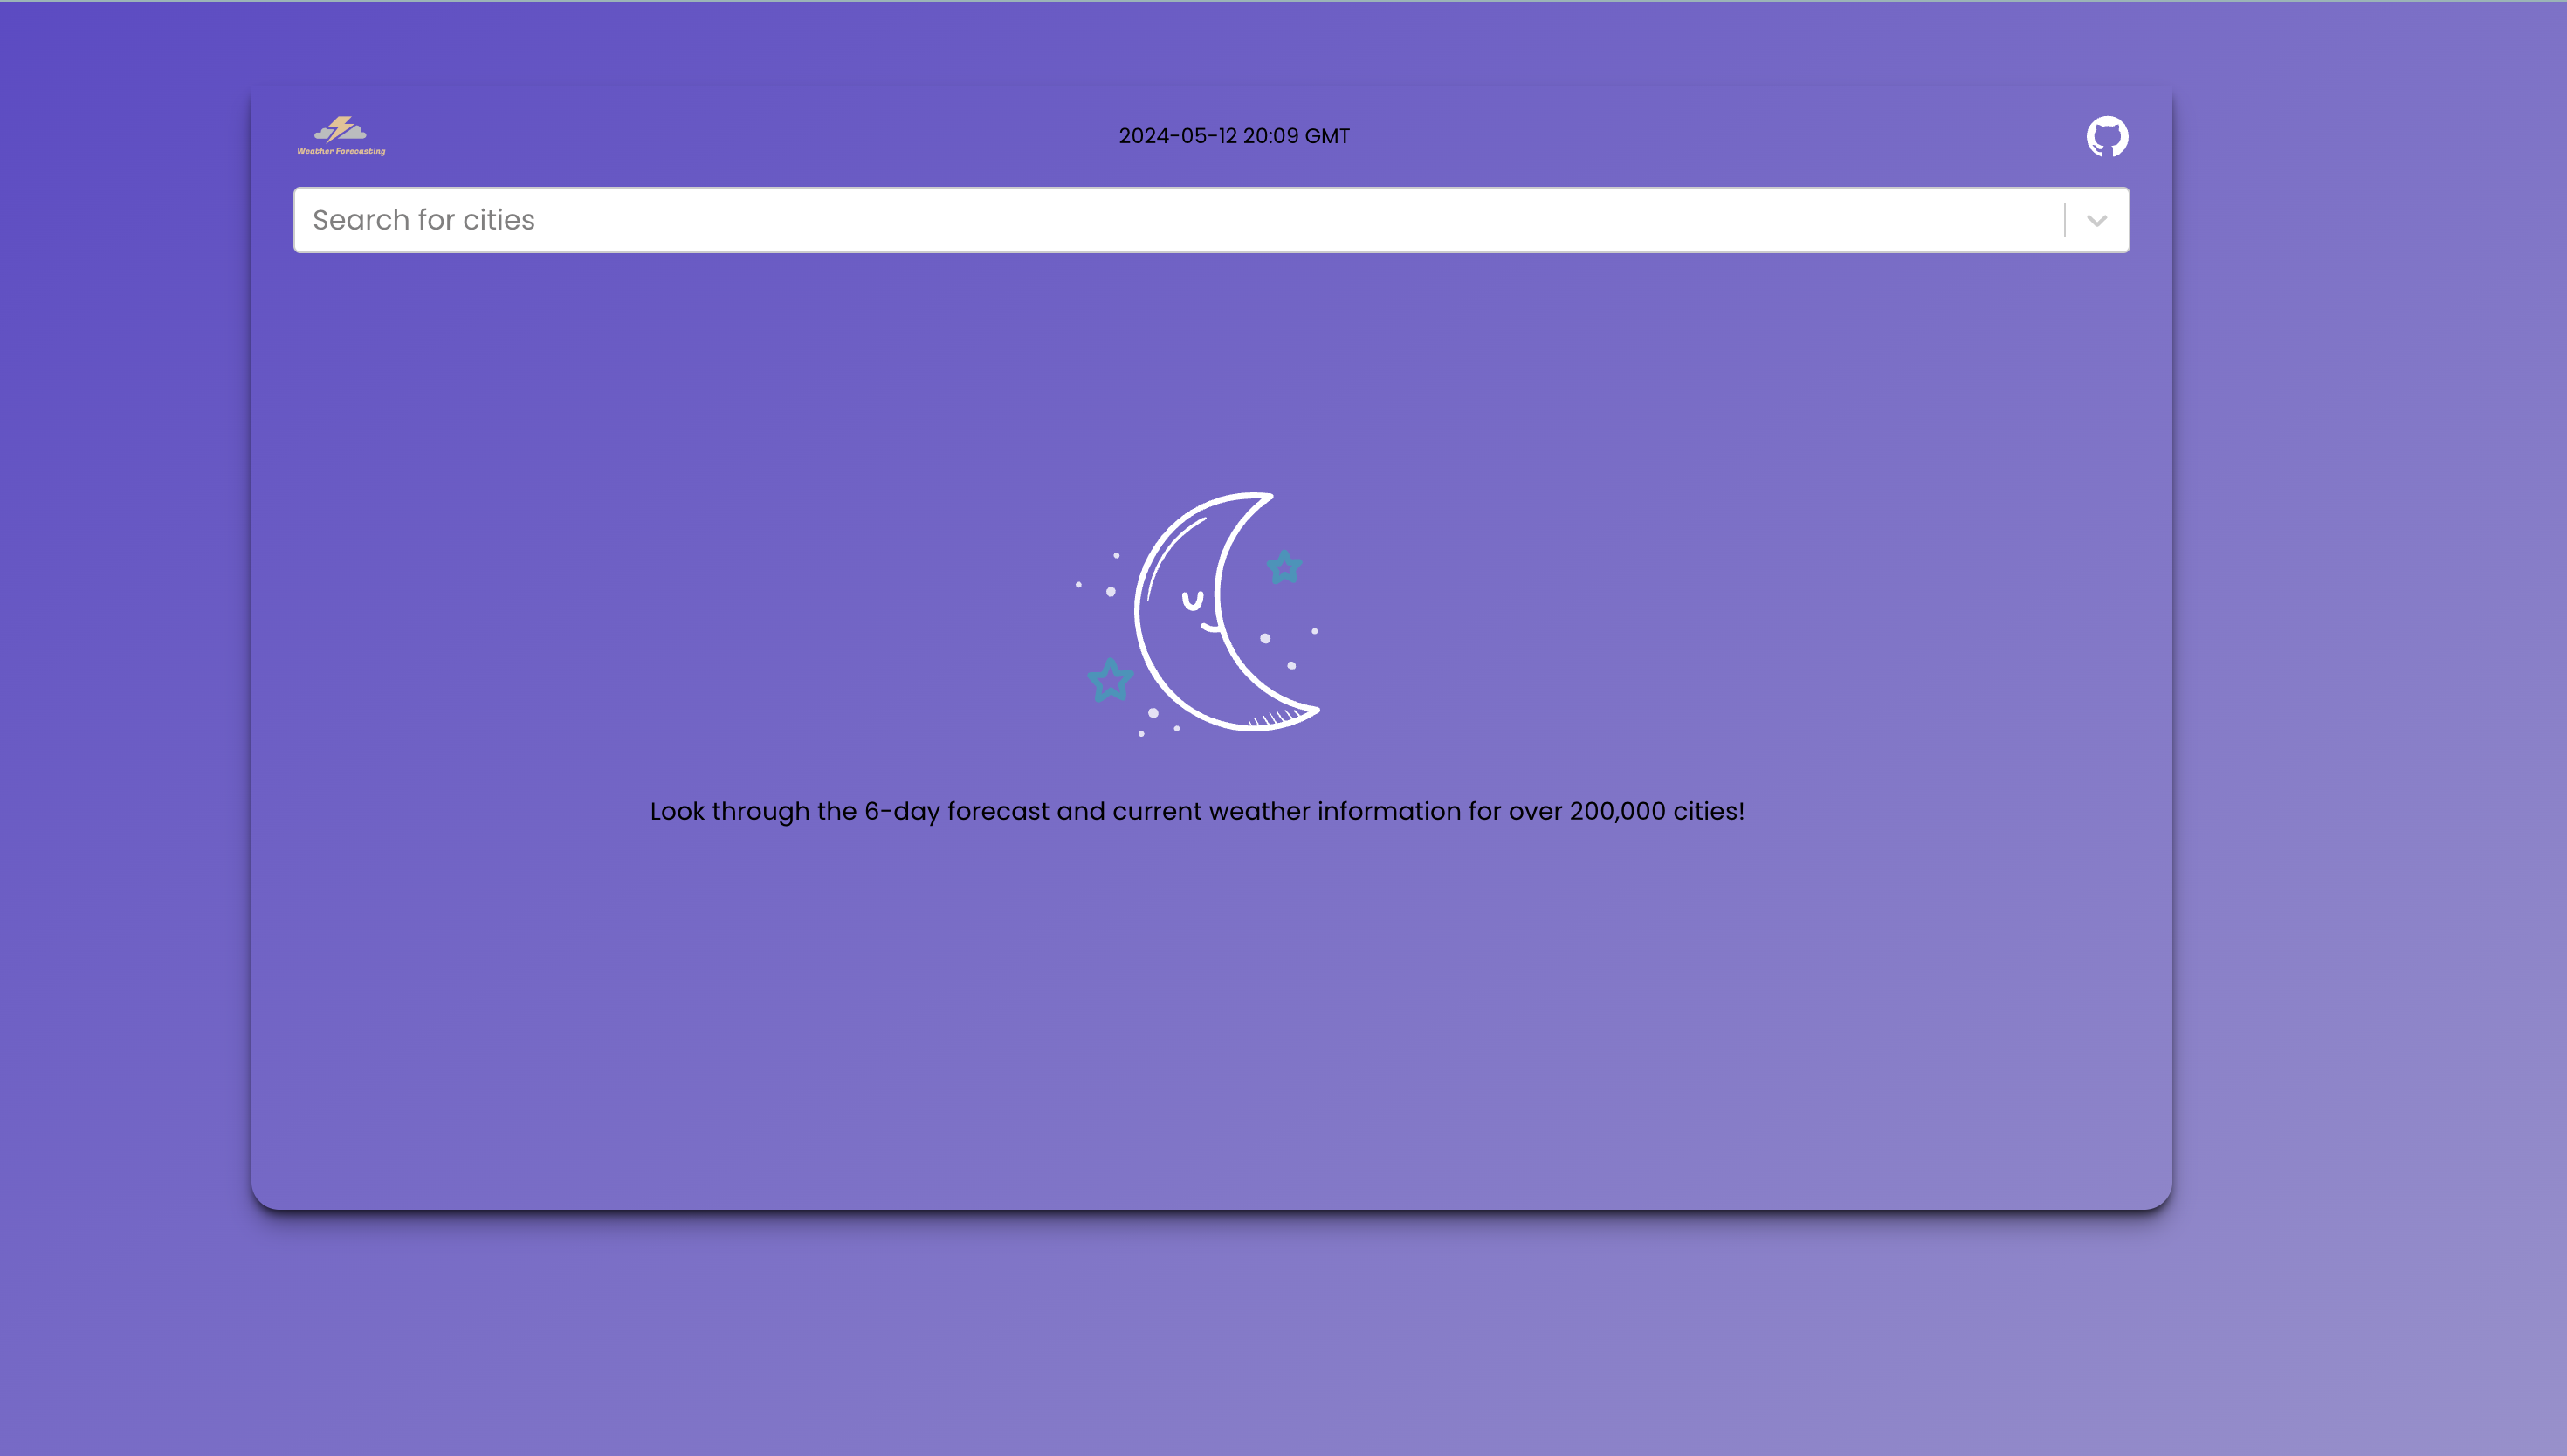 Weather Forecasting
2024-05-12 20:09 GMT
Search for cities
Look through the 6-day forecast and current weather information for over 200,000 cities!